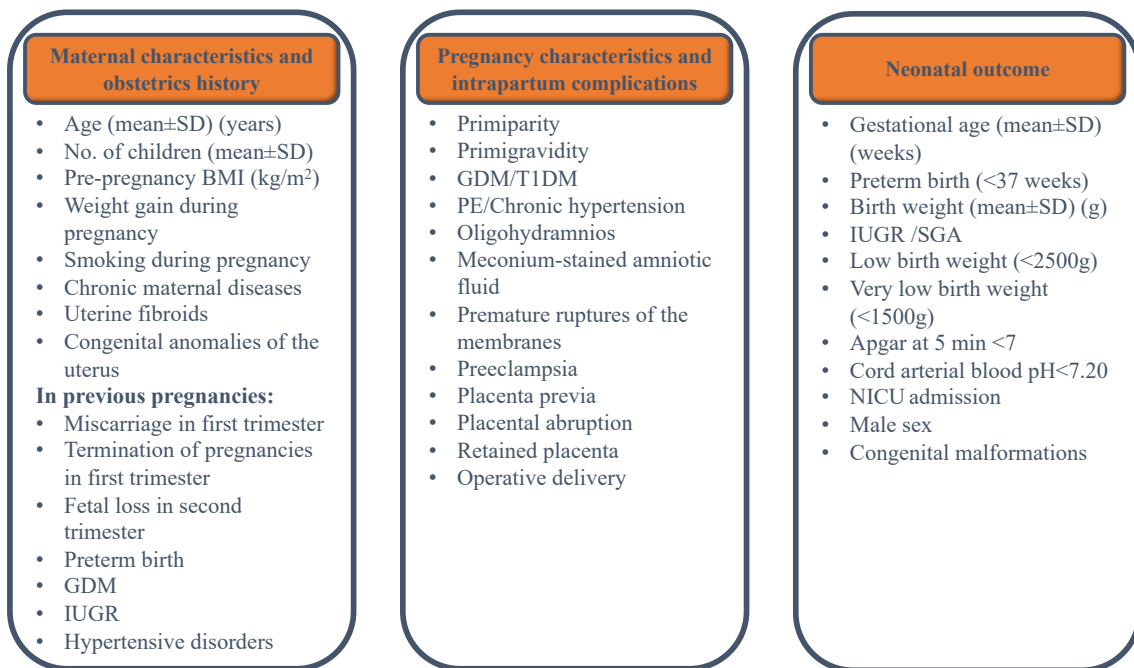 Maternal characteristics and
obstetrics history
• Age (mean±SD) (years)
• No. of children (mean±SD)
• Pre-pregnancy BMI (kg/m²)
• Weight gain during
pregnancy
• Smoking during pregnancy
• Chronic maternal diseases
• Uterine fibroids
• Congenital anomalies of the
uterus
In previous pregnancies:
• Miscarriage in first trimester
• Termination of pregnancies
in first trimester
• Fetal loss in second
trimester
• Preterm birth
• GDM
• IUGR
• Hypertensive disorders
Pregnancy characteristics and
intrapartum complications
• Primiparity
• Primigravidity
• GDM/T1DM
• PE/Chronic hypertension
• Oligohydramnios
• Meconium-stained amniotic
fluid
• Premature ruptures of the
membranes
• Preeclampsia
• Placenta previa
• Placental abruption
• Retained placenta
• Operative delivery
Neonatal outcome
• Gestational age (mean±SD)
(weeks)
• Preterm birth (<37 weeks)
• Birth weight (mean±SD) (g)
• IUGR /SGA
• Low birth weight (<2500g)
• Very low birth weight
(<1500g)
• Apgar at 5 min <7
• Cord arterial blood pH<7.20
• NICU admission
• Male sex
• Congenital malformations